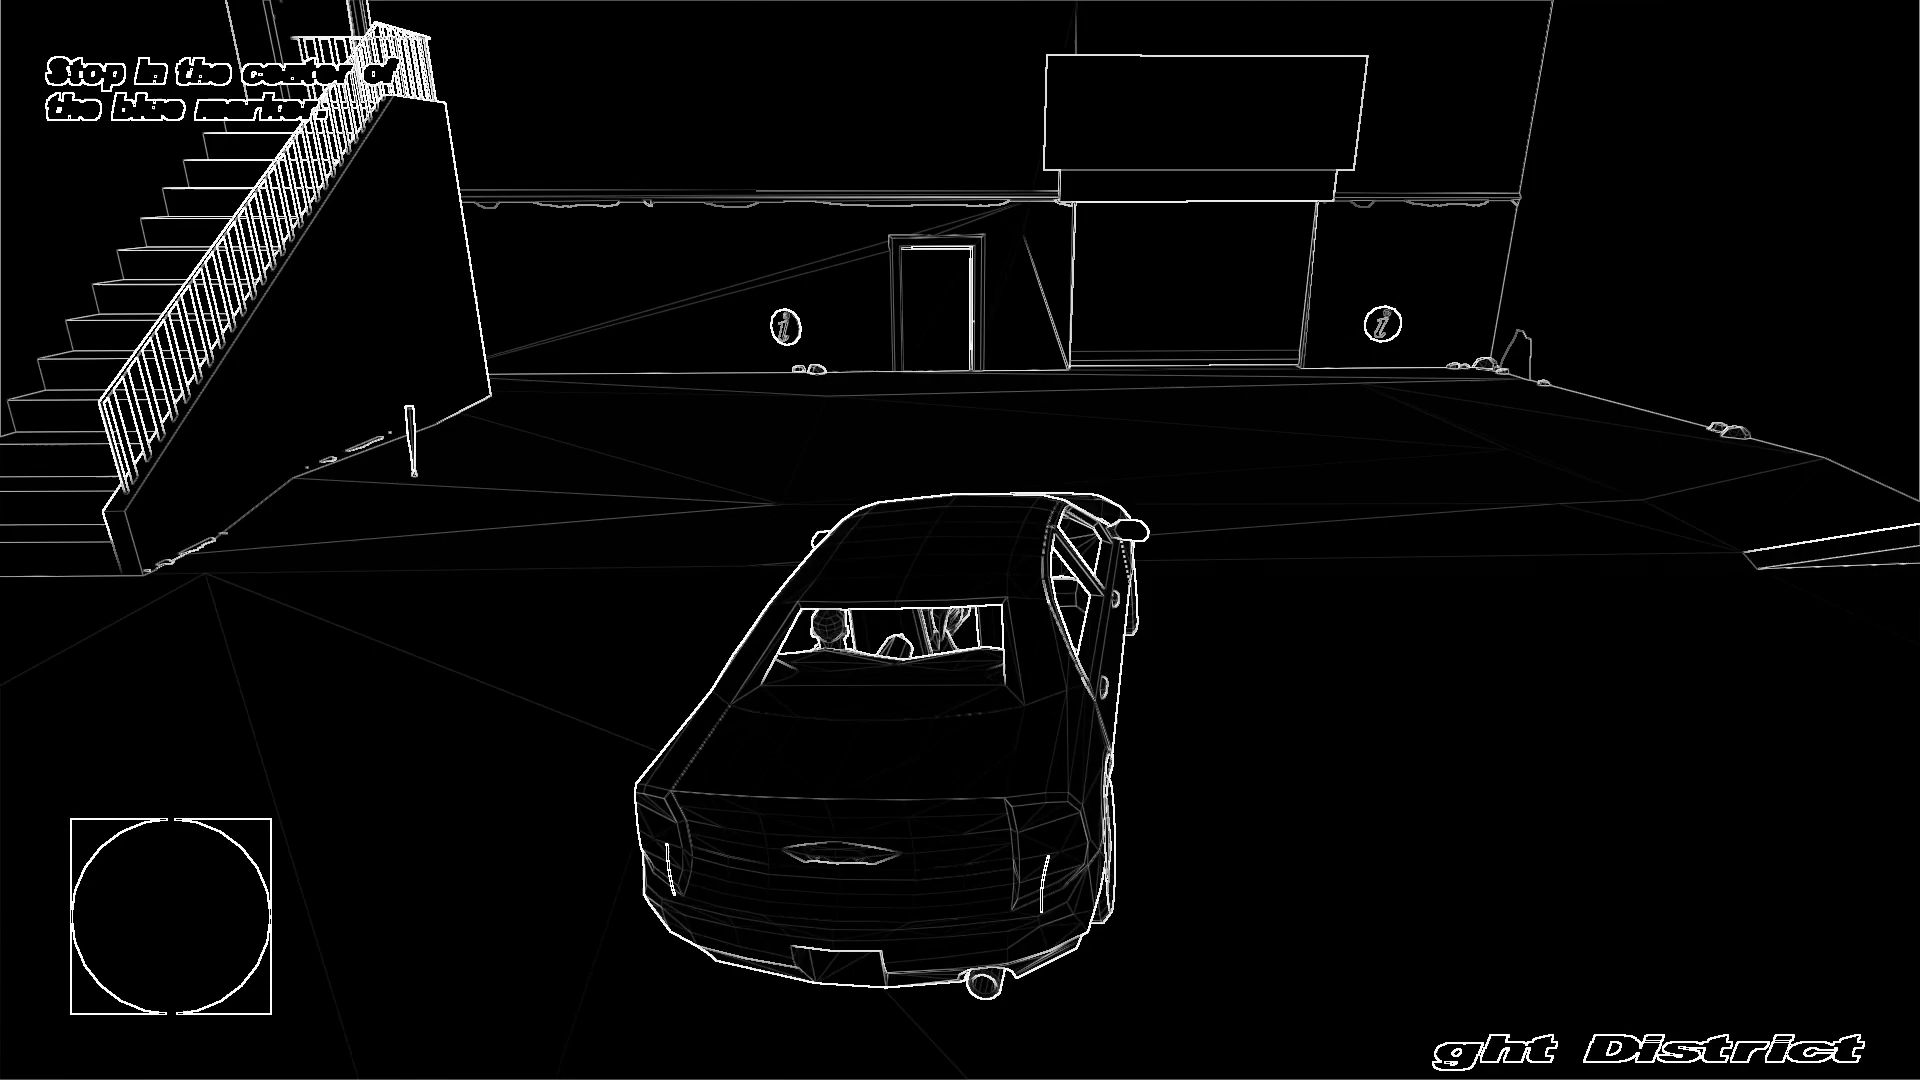 Stop in the center of
the blue marker.
i
i
ght District